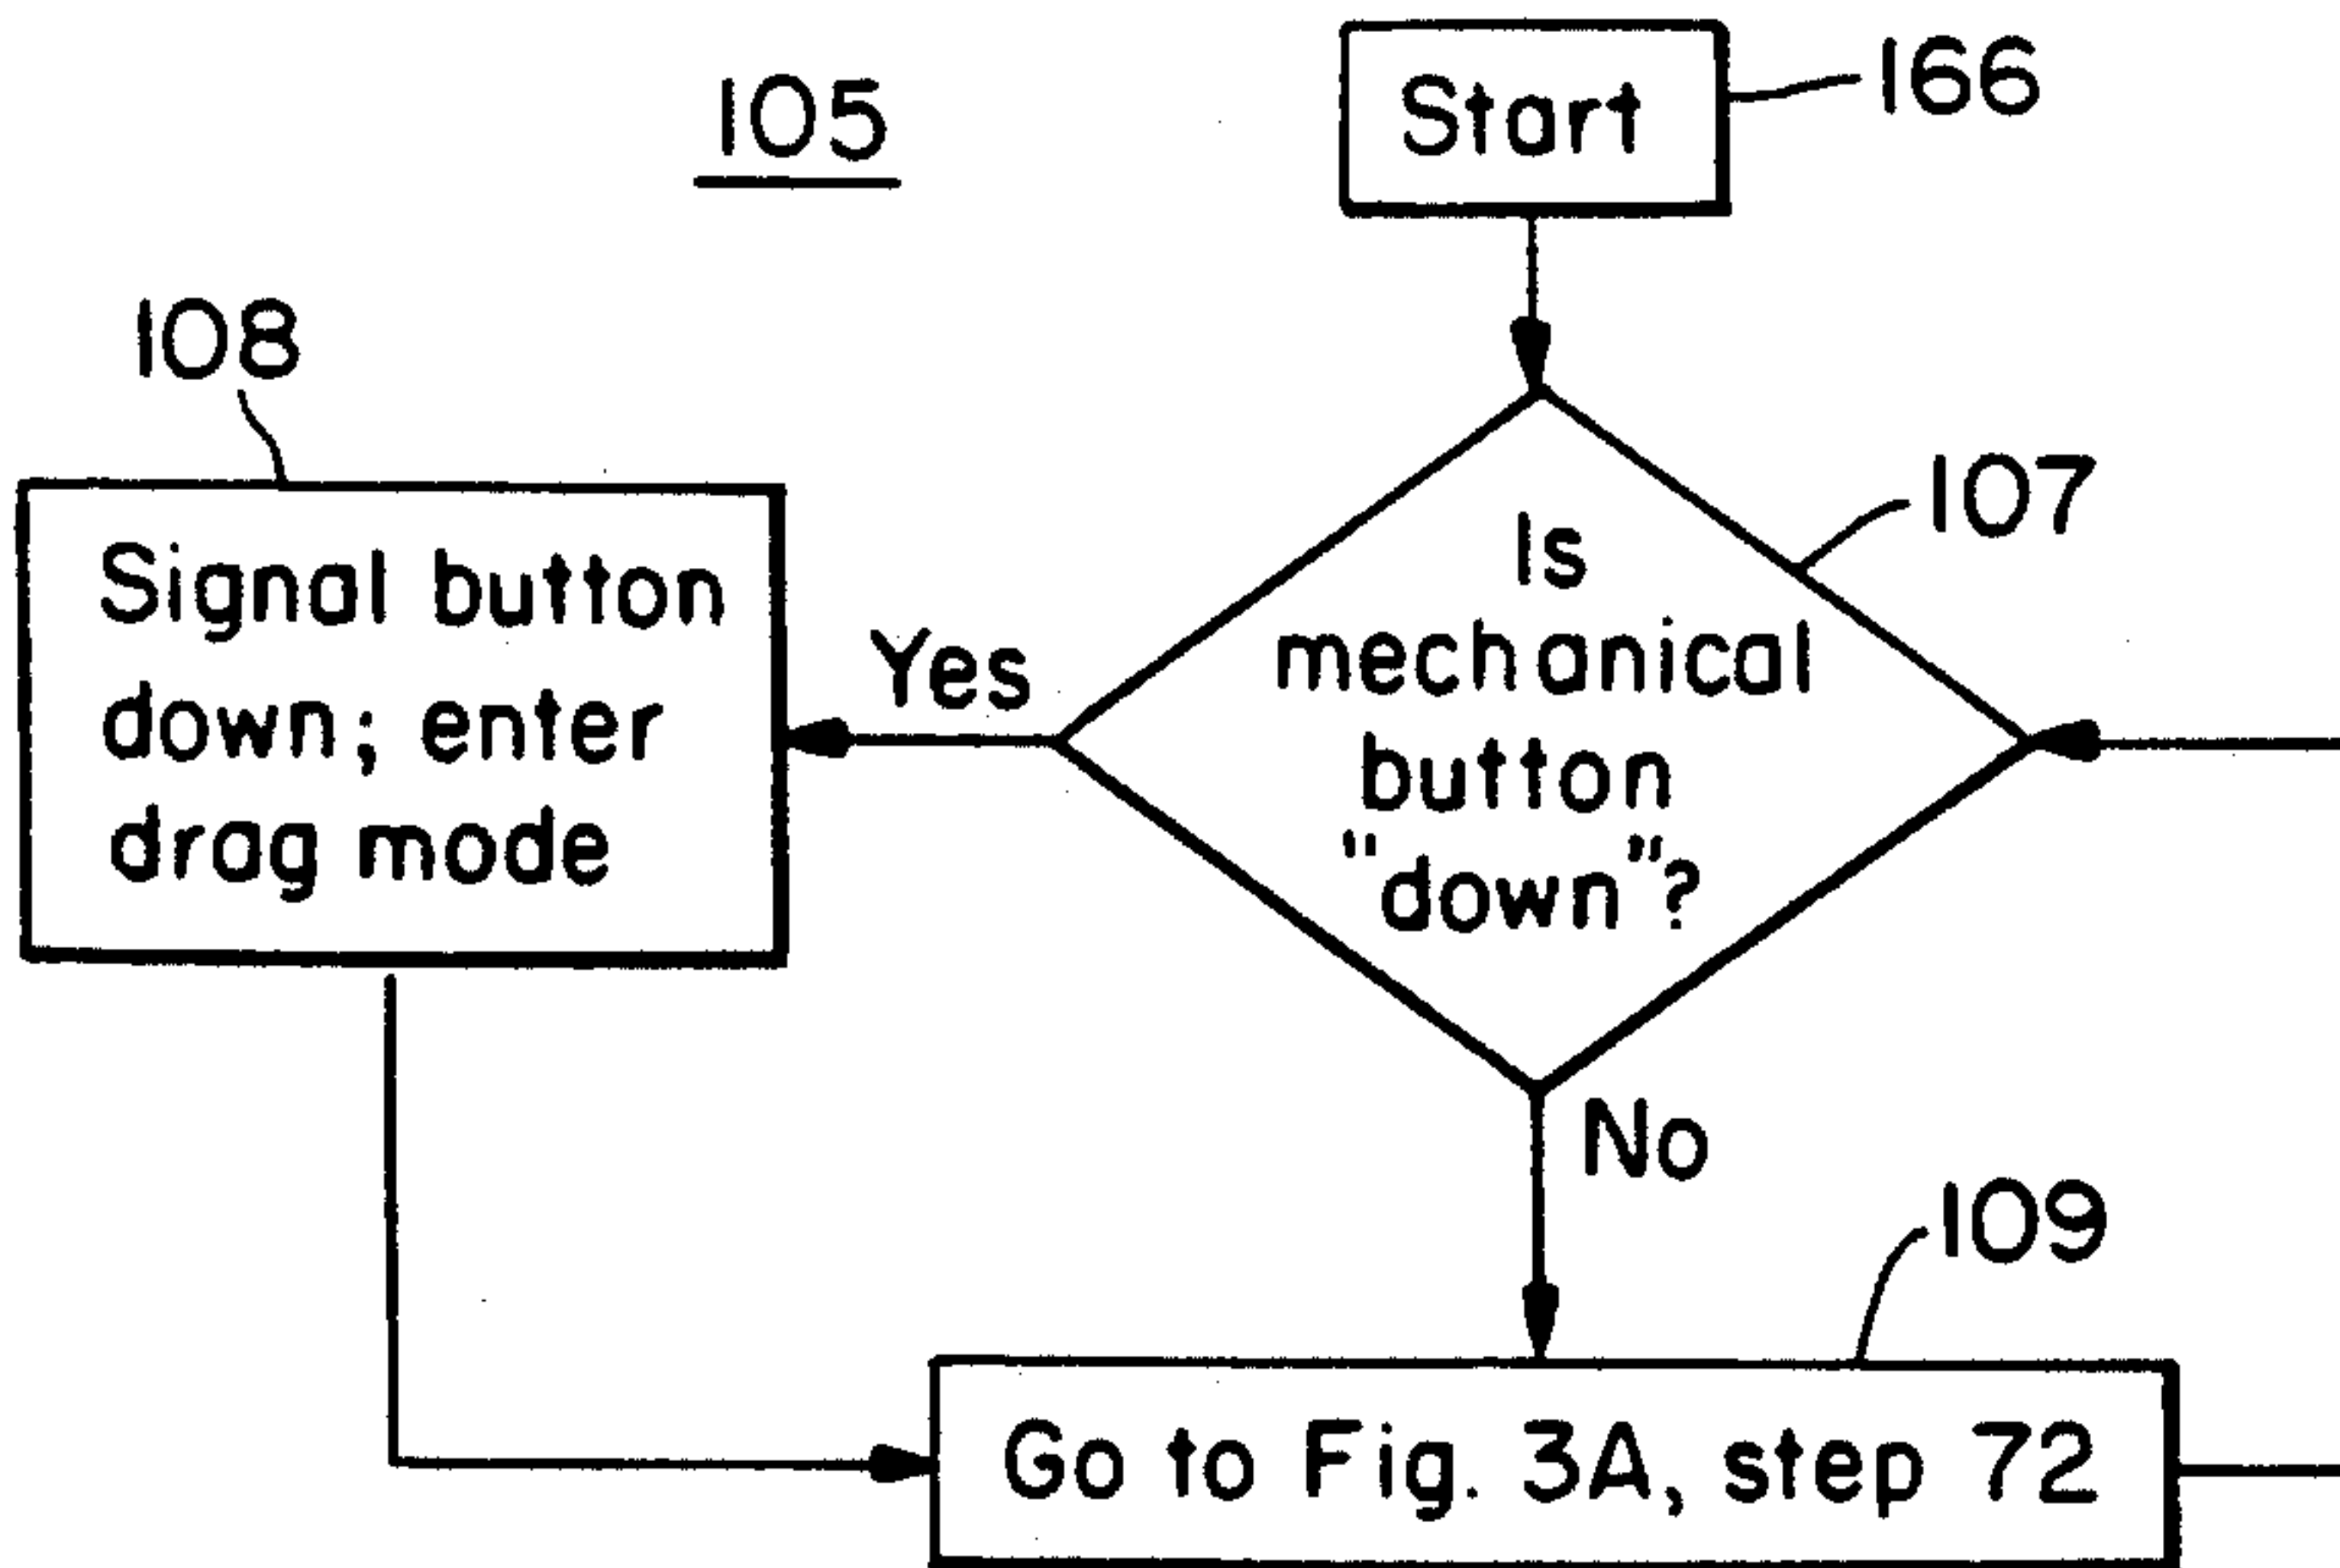 105
Start
166
108
Signal button
down; enter
drag mode
Yes
Is
mechanical
button
"down"?
107
No
109
Go to Fig. 3A, step 72